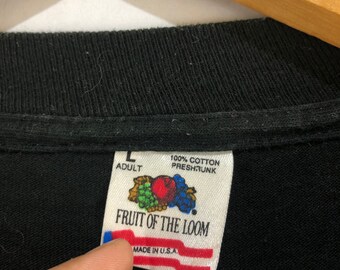 L
ADULT
100% COTTON
PRESHRUNK
FRUIT OF THE LOOM
MADE IN U.S.A.